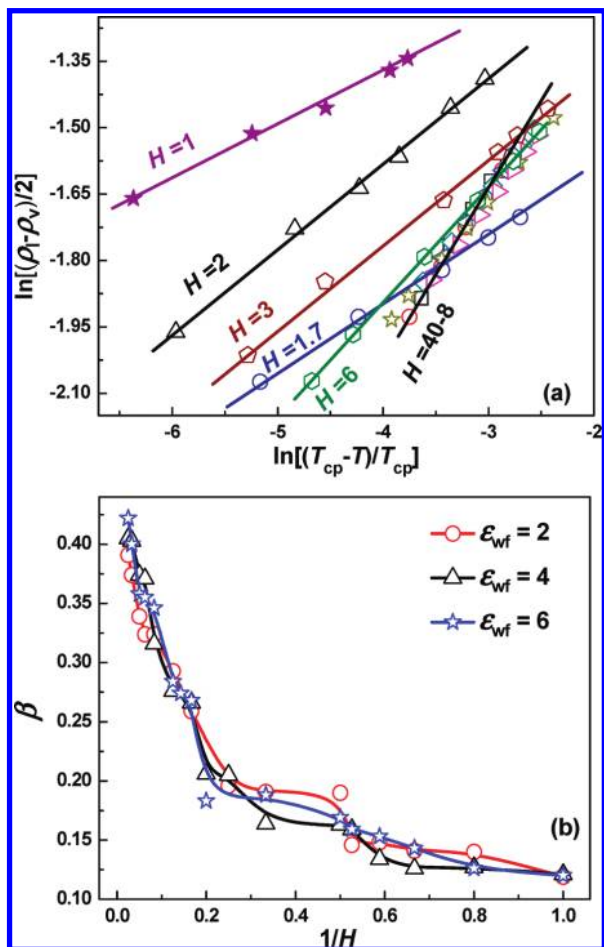 -1.35
-1.50
-1.65
-1.80
-1.95
-2.10
ln[(ρl-ρv)/2]
H =1
H =2
H =3
H =1.7
H =6
H =40-8
(a)
-6 -5 -4 -3 -2
ln[(Tcp-T)/Tcp]
0.40
0.35
0.30
0.25
0.20
0.15
0.10
β
εwf = 2
εwf = 4
εwf = 6
(b)
0.0 0.2 0.4 0.6 0.8 1.0
1/H